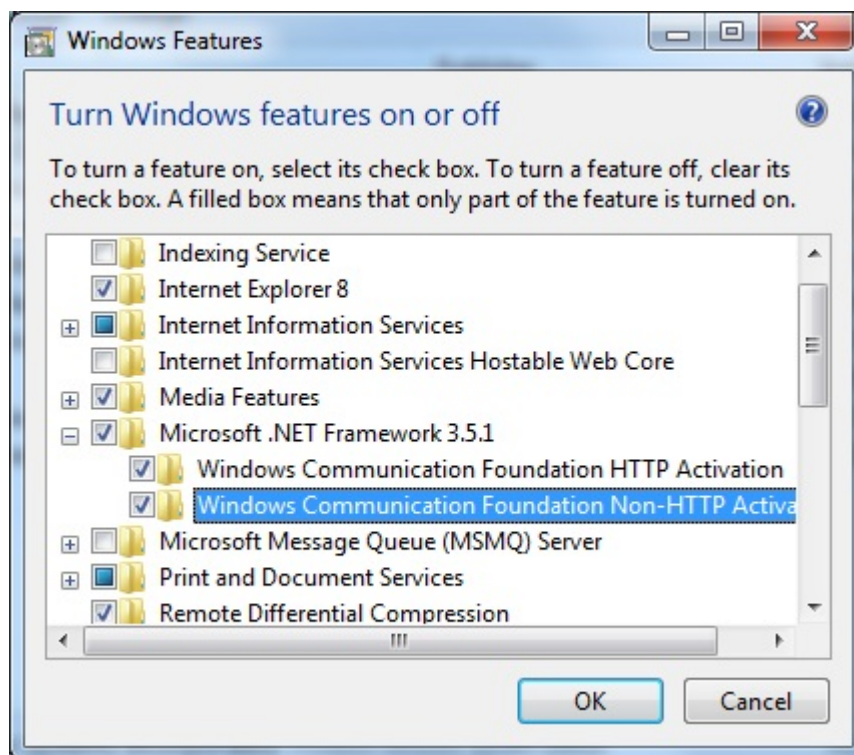 Windows Features
Turn Windows features on or off
To turn a feature on, select its check box. To turn a feature off, clear its
check box. A filled box means that only part of the feature is turned on.
Indexing Service
Internet Explorer 8
Internet Information Services
Internet Information Services Hostable Web Core
Media Features
Microsoft .NET Framework 3.5.1
Windows Communication Foundation HTTP Activation
Windows Communication Foundation Non-HTTP Activa
Microsoft Message Queue (MSMQ) Server
Print and Document Services
Remote Differential Compression
OK
Cancel